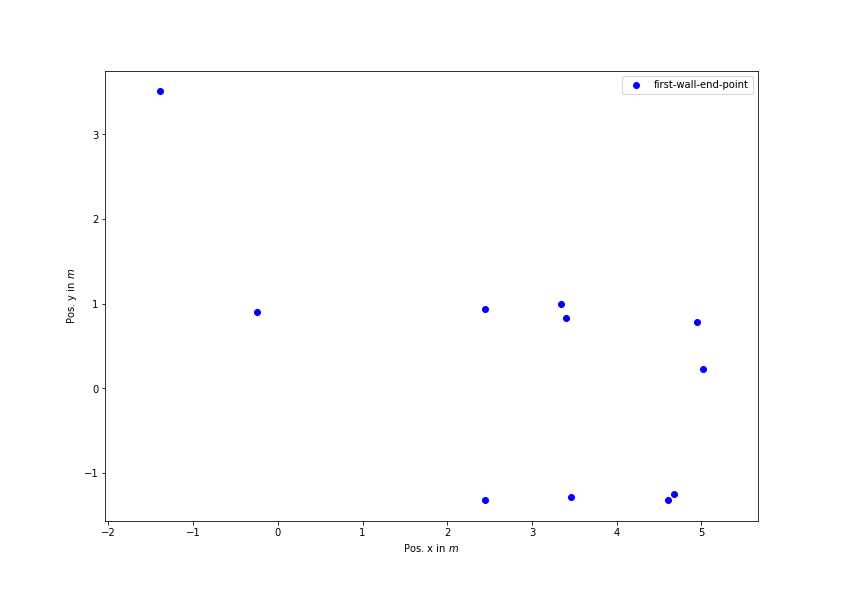 first-wall-end-point
3
2
1
0
−1
Pos. y in m
−2 −1 0 1 2 3 4 5
Pos. x in m